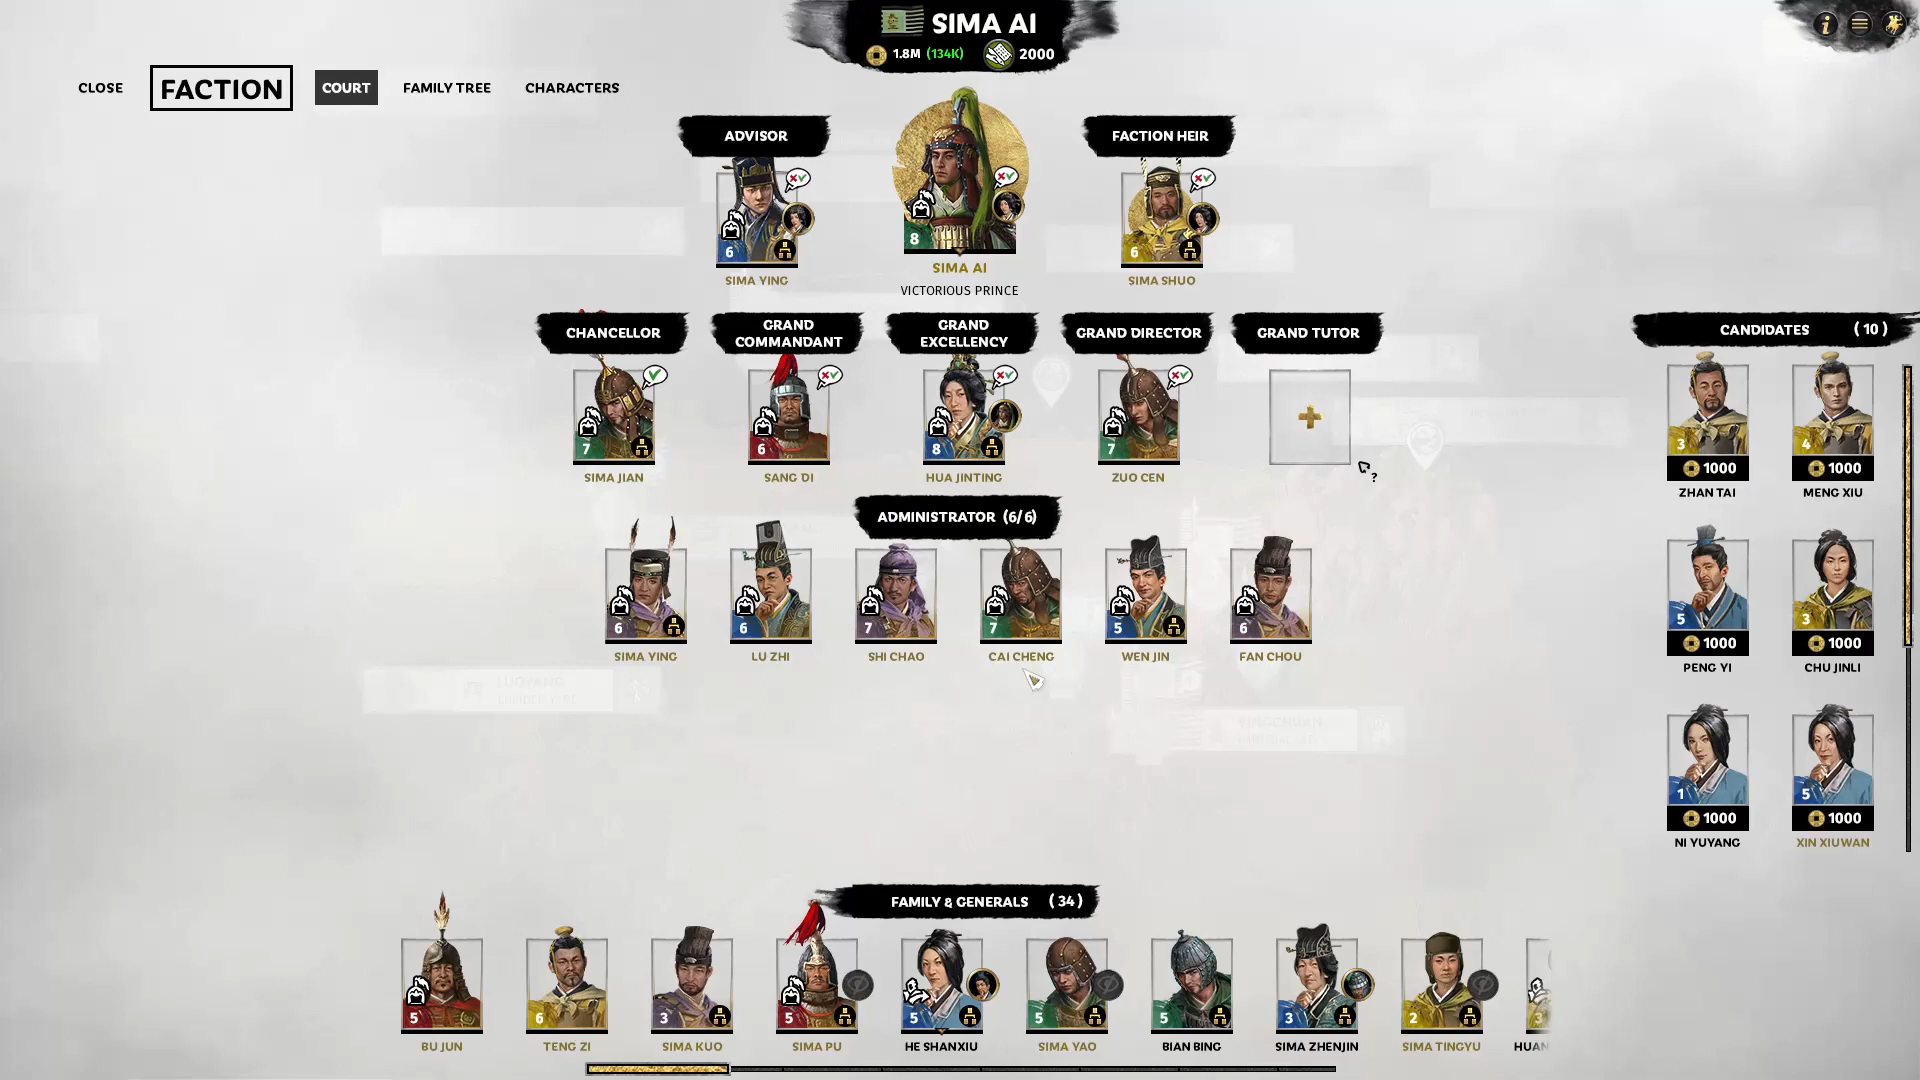 SIMA AI
1.8M (134K) 2000
CLOSE FACTION COURT FAMILY TREE CHARACTERS
ADVISOR
FACTION HEIR
6
8
6
SIMA YING
SIMA AI
SIMA SHUO
VICTORIOUS PRINCE
CHANCELLOR
GRAND
COMMANDANT
GRAND
EXCELLENCY
GRAND DIRECTOR
GRAND TUTOR
7
6
8
7
?
SIMA JIAN
SANG DI
HUA JINTING
ZUO CEN
ADMINISTRATOR (6/6)
6
6
7
7
5
6
SIMA YING
LU ZHI
SHI CHAO
CAI CHENG
WEN JIN
FAN CHOU
LUOYANG
CANDIDATES (10)
3
4
1000
1000
ZHAN TAI
MENG XIU
5
3
1000
1000
PENG YI
CHU JINLI
1
5
1000
1000
NI YUYANG
XIN XIUWAN
FAMILY & GENERALS (34)
5
6
3
5
5
5
5
3
2
3
BU JUN
TENG ZI
SIMA KUO
SIMA PU
HE SHANXIU
SIMA YAO
BIAN BING
SIMA ZHENJIN
SIMA TINGYU
HUAN